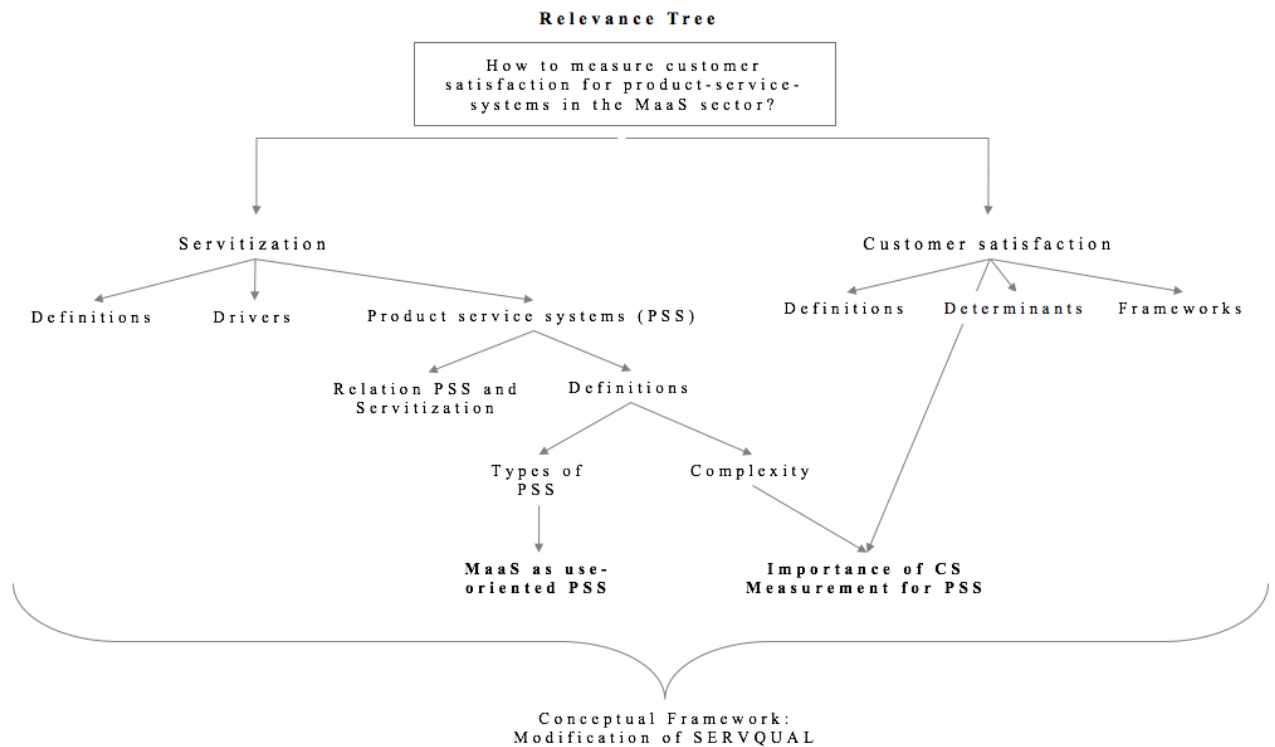 Relevance Tree
How to measure customer
satisfaction for product-service-
systems in the MaaS sector?
Servitization
Customer satisfaction
Definitions
Drivers
Product service systems (PSS)
Definitions
Determinants
Frameworks
Relation PSS and
Servitization
Definitions
Types of
PSS
Complexity
MaaS as use-
oriented PSS
Importance of CS
Measurement for PSS
Conceptual Framework:
Modification of SERVQUAL